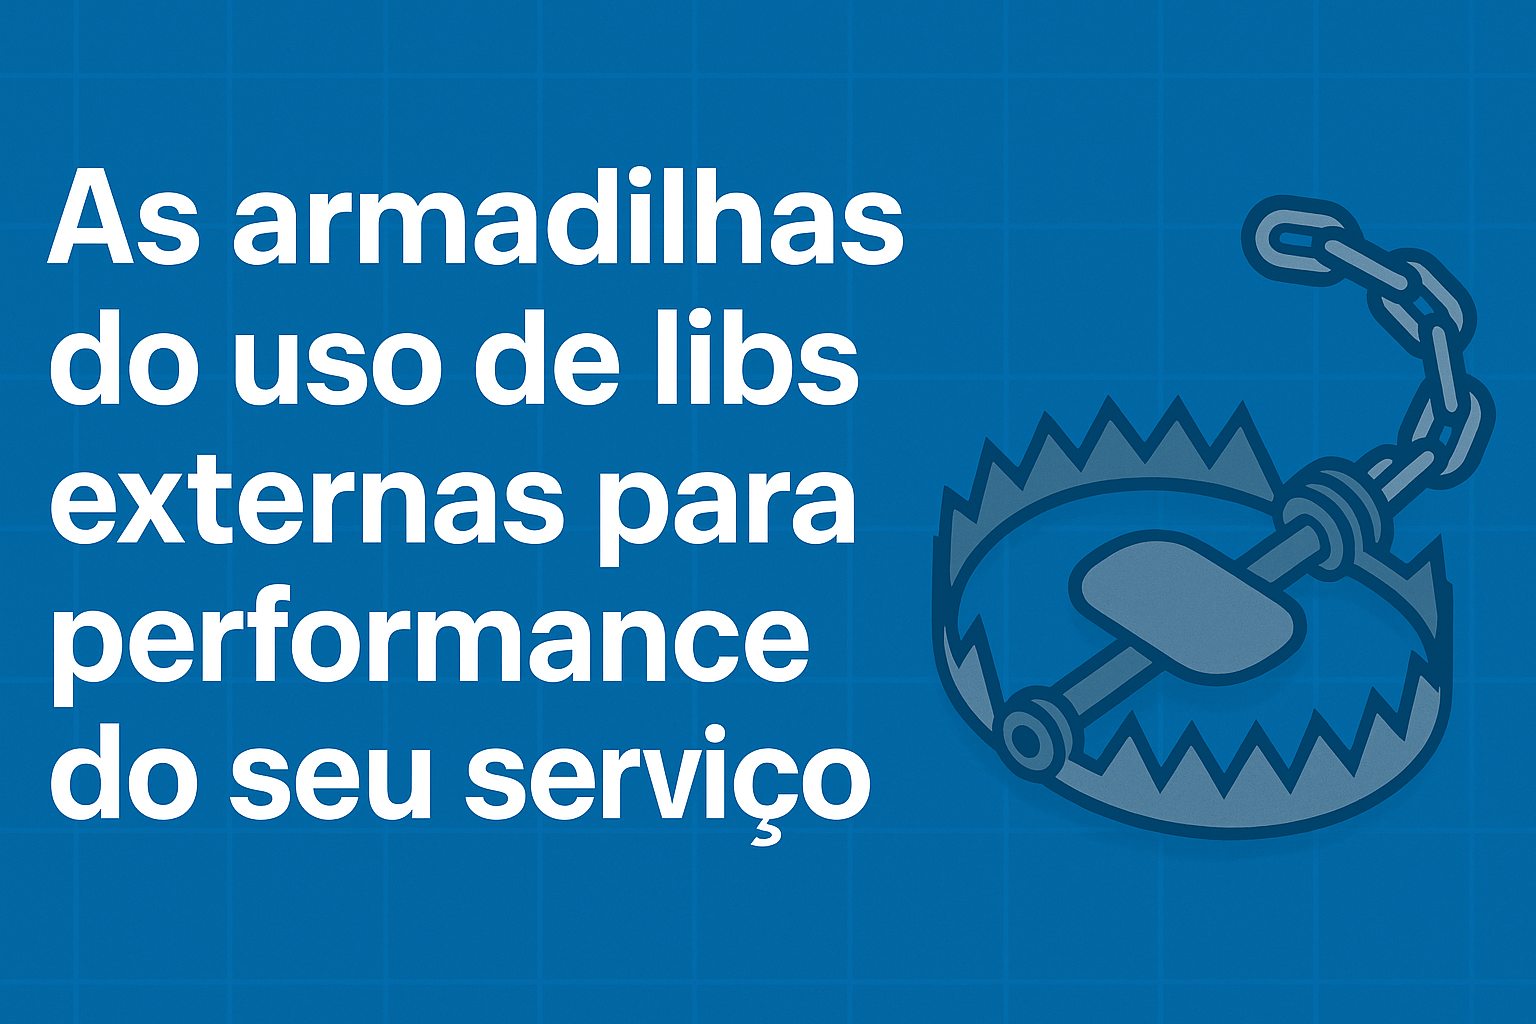 As armadilhas
do uso de libs
externas para
performance
do seu serviço